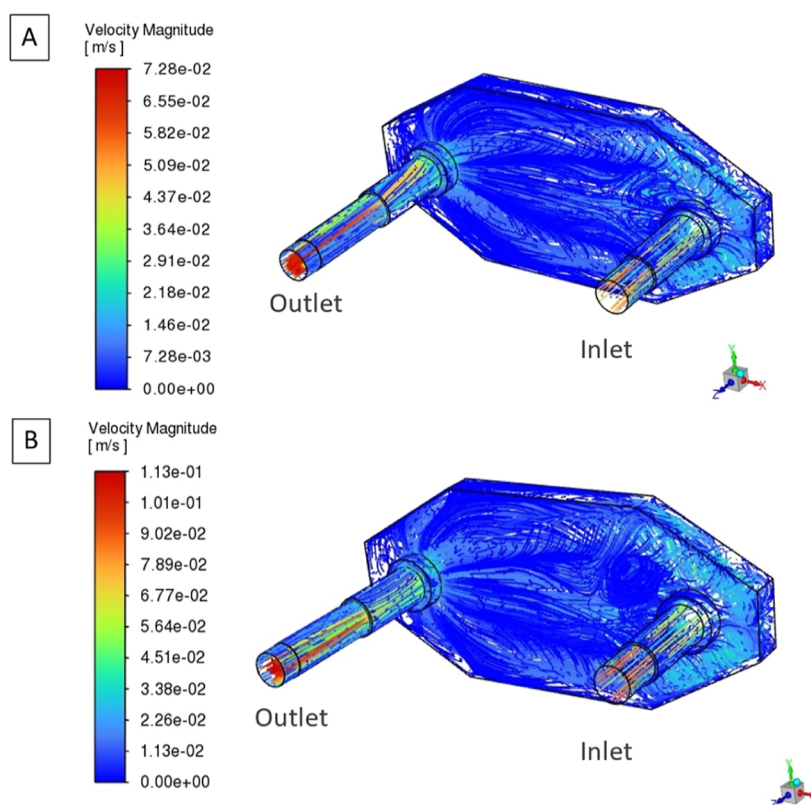 A
Velocity Magnitude
[ m/s ]
7.28e-02
6.55e-02
5.82e-02
5.09e-02
4.37e-02
3.64e-02
2.91e-02
2.18e-02
1.46e-02
7.28e-03
0.00e+00
Outlet
Inlet
Y
Z
X
B
Velocity Magnitude
[ m/s ]
1.13e-01
1.01e-01
9.02e-02
7.89e-02
6.77e-02
5.64e-02
4.51e-02
3.38e-02
2.26e-02
1.13e-02
0.00e+00
Outlet
Inlet
Y
Z